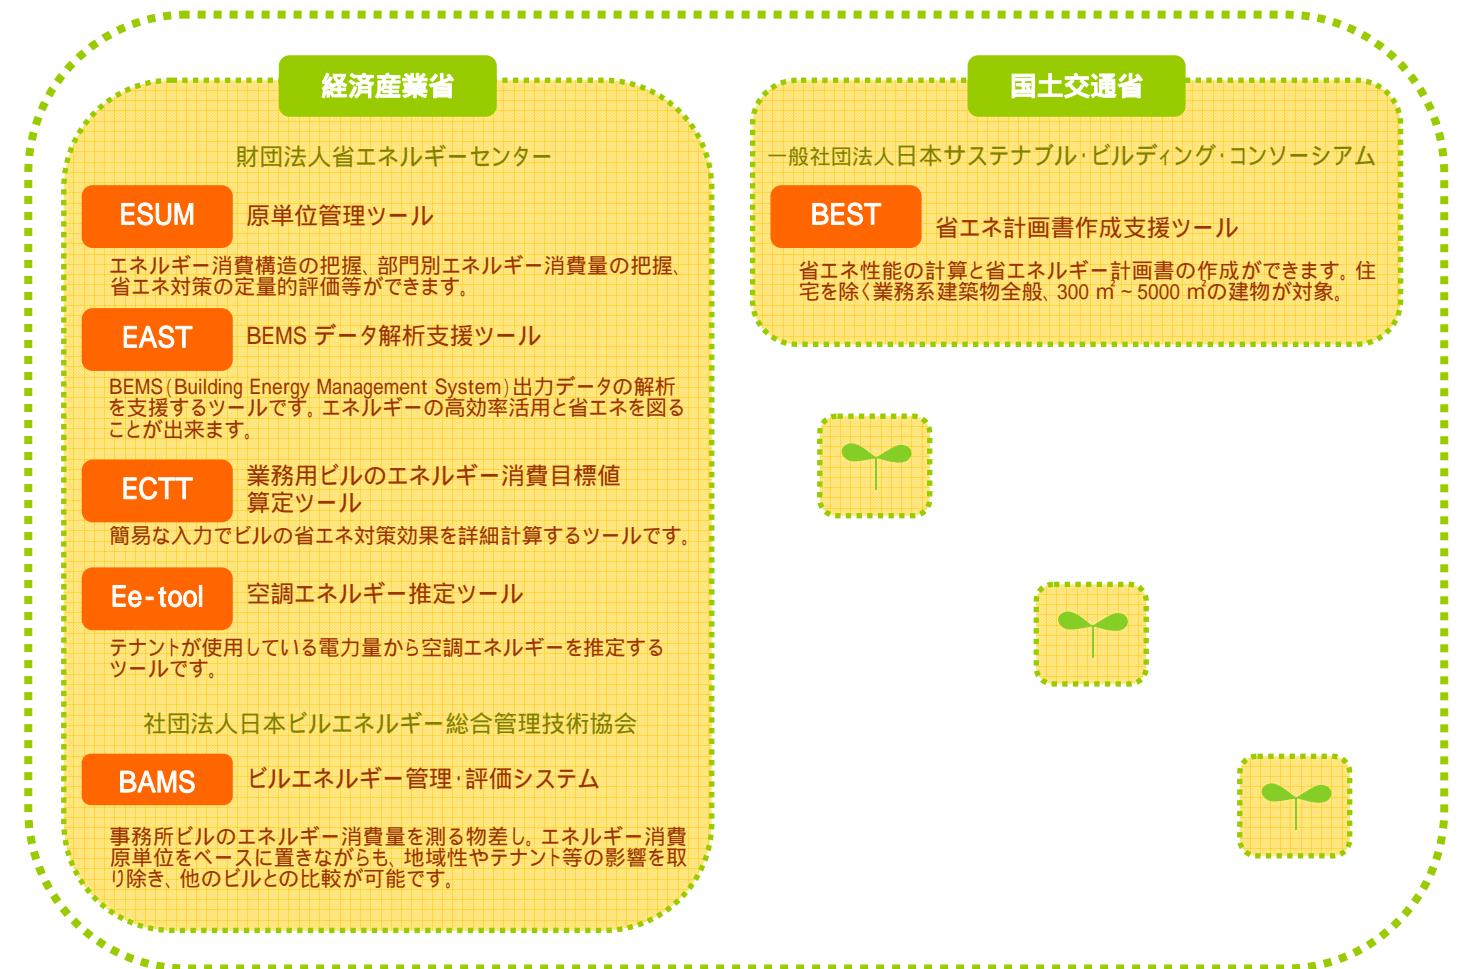 経済産業省
財団法人省エネルギーセンター
ESUM 原単位管理ツール
エネルギー消費構造の把握、部門別エネルギー消費量の把握、
省エネ対策の定量的評価等ができます。
EAST BEMS データ解析支援ツール
BEMS(Building Energy Management System)出力データの解析
を支援するツールです。エネルギーの高効率活用と省エネを図る
ことが出来ます。
ECTT 業務用ビルのエネルギー消費目標値
算定ツール
簡易な入力でビルの省エネ対策効果を詳細計算するツールです。
Ee-tool 空調エネルギー推定ツール
テナントが使用している電力量から空調エネルギーを推定する
ツールです。
社団法人日本ビルエネルギー総合管理技術協会
BAMS ビルエネルギー管理・評価システム
事務所ビルのエネルギー消費量を測る物差し。エネルギー消費
原単位をベースに置きながらも、地域性やテナント等の影響を取
り除き、他のビルとの比較が可能です。
国土交通省
一般社団法人日本サステナブル・ビルディング・コンソーシアム
BEST 省エネ計画書作成支援ツール
省エネ性能の計算と省エネルギー計画書の作成ができます。住
宅を除く業務系建築物全般、300 ㎡~5000 ㎡の建物が対象。